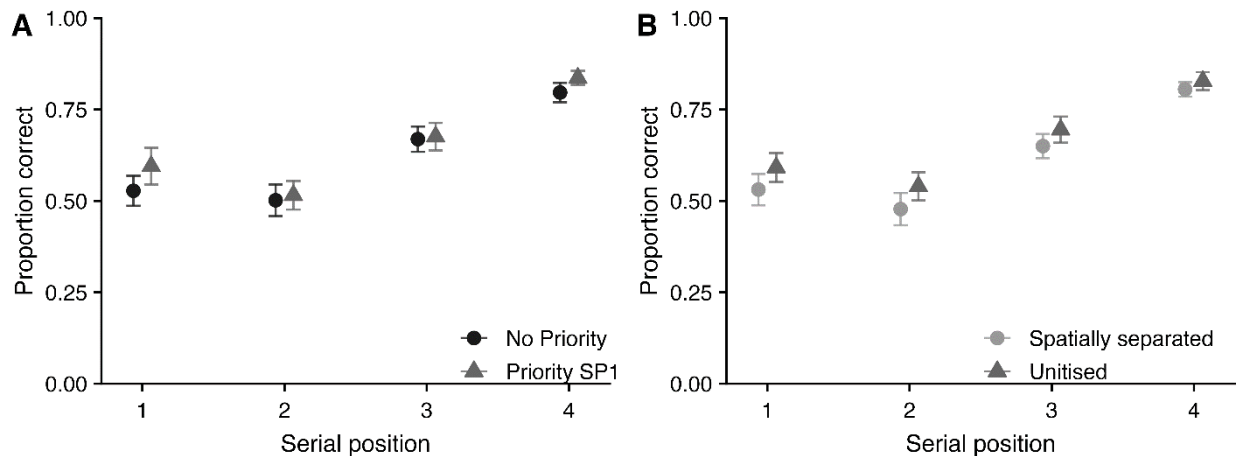 A
1.00
0.75
0.50
0.25
0.00
Proportion correct
No Priority
Priority SP1
1 2 3 4
Serial position
B
1.00
0.75
0.50
0.25
0.00
Proportion correct
Spatially separated
Unitised
1 2 3 4
Serial position